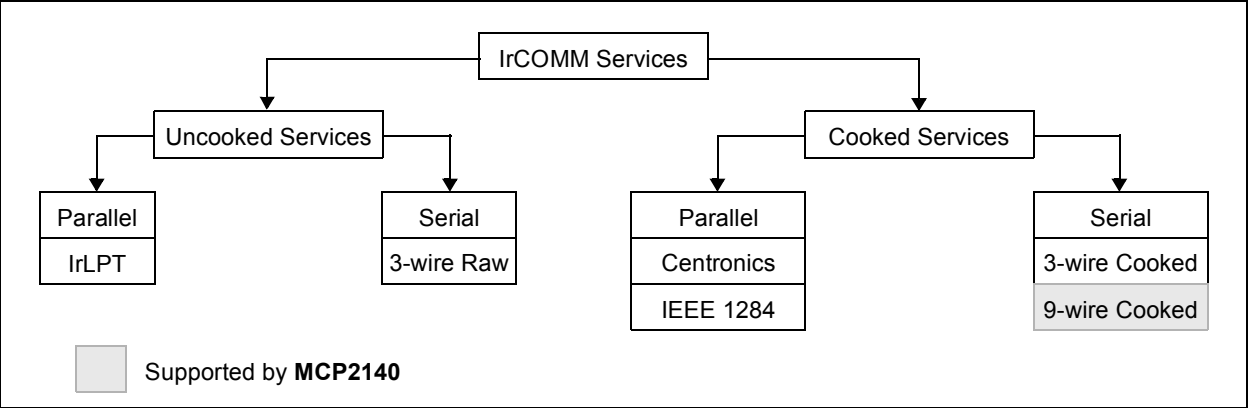 IrCOMM Services
Uncooked Services
Cooked Services
Parallel
IrLPT
Serial
3-wire Raw
Parallel
Centronics
IEEE 1284
Serial
3-wire Cooked
9-wire Cooked
Supported by MCP2140